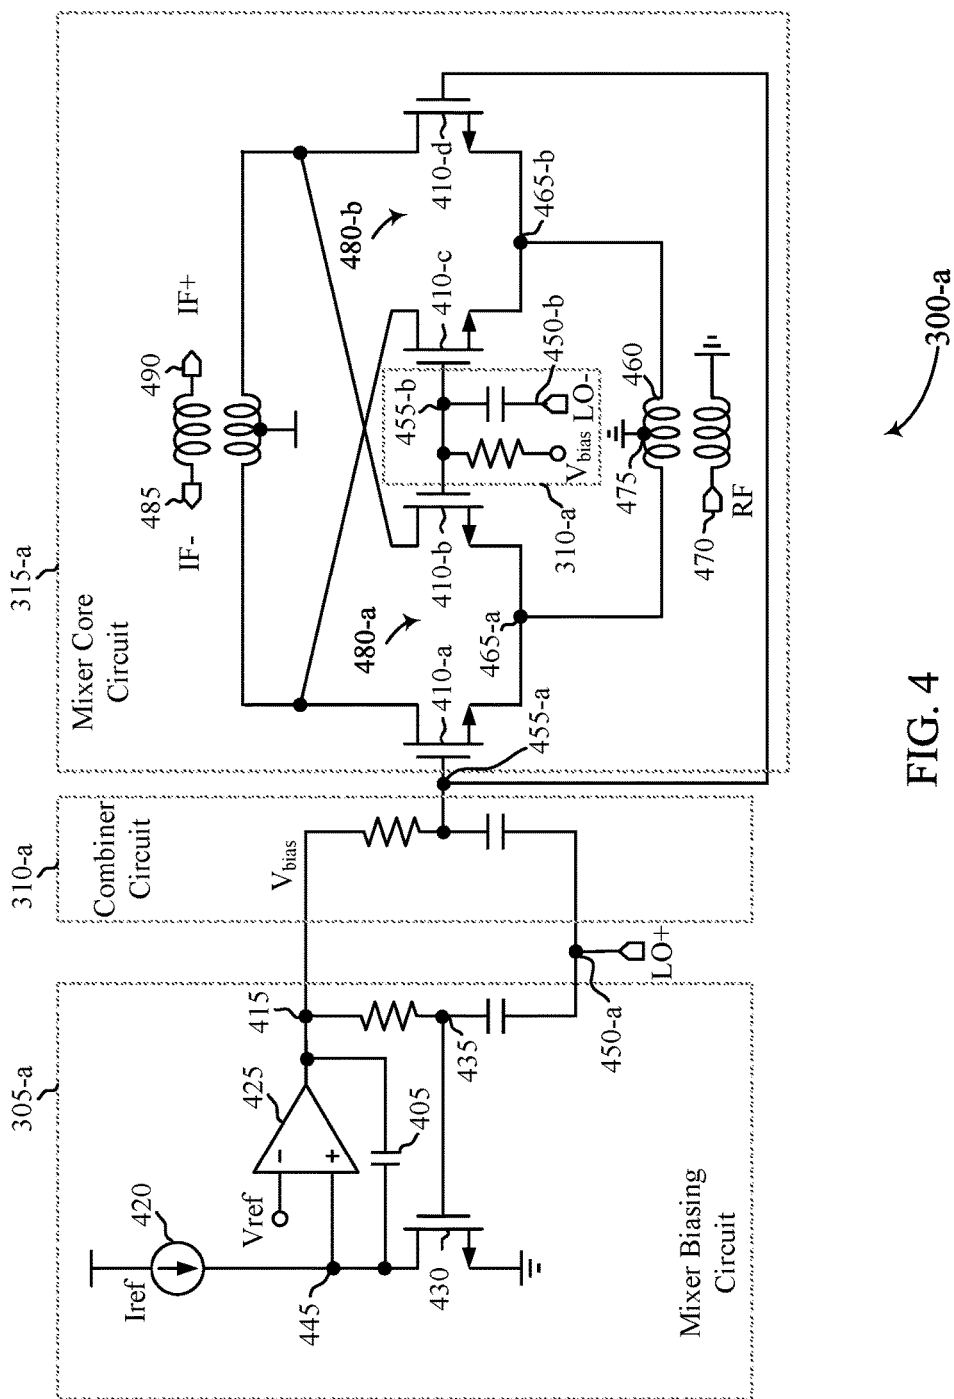 305-a
310-a
315-a
Iref
420
Vref
425
415
-
+
445
405
430
435
Mixer Biasing
Circuit
450-a
LO+
Combiner
Circuit
Vbias
Mixer Core
Circuit
IF-
485
490
IF+
480-a
480-b
410-a
410-b
410-c
410-d
455-a
455-b
465-a
465-b
450-b
Vbias
LO-
310-a
475
460
470
RF
300-a
FIG. 4